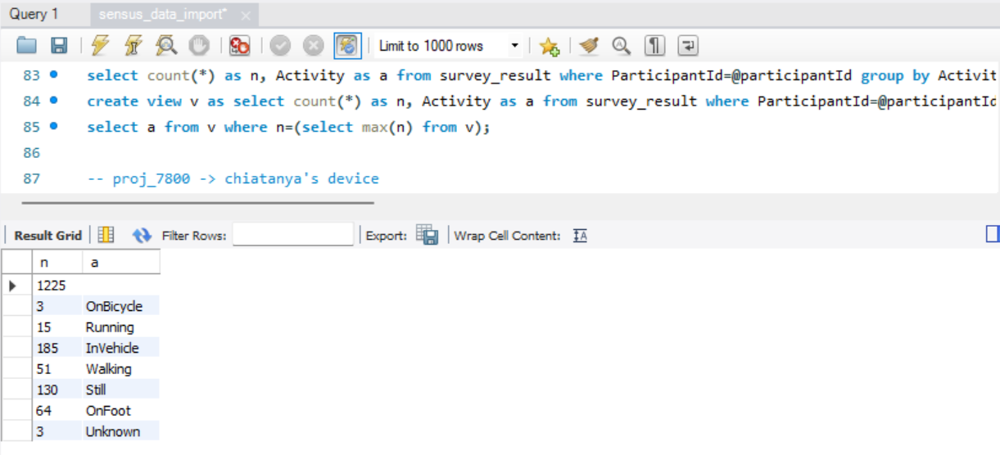 Query 1 sensus_data_import* ×
Limit to 1000 rows
83 select count(*) as n, Activity as a from survey_result where ParticipantId=@participantId group by Activit
84 create view v as select count(*) as n, Activity as a from survey_result where ParticipantId=@participantId
85 select a from v where n=(select max(n) from v);
86
87 -- proj_7800 -> chiatanya's device
Result Grid Filter Rows: Export: Wrap Cell Content: IA
n a
1225
3 OnBicycle
15 Running
185 InVehicle
51 Walking
130 Still
64 OnFoot
3 Unknown